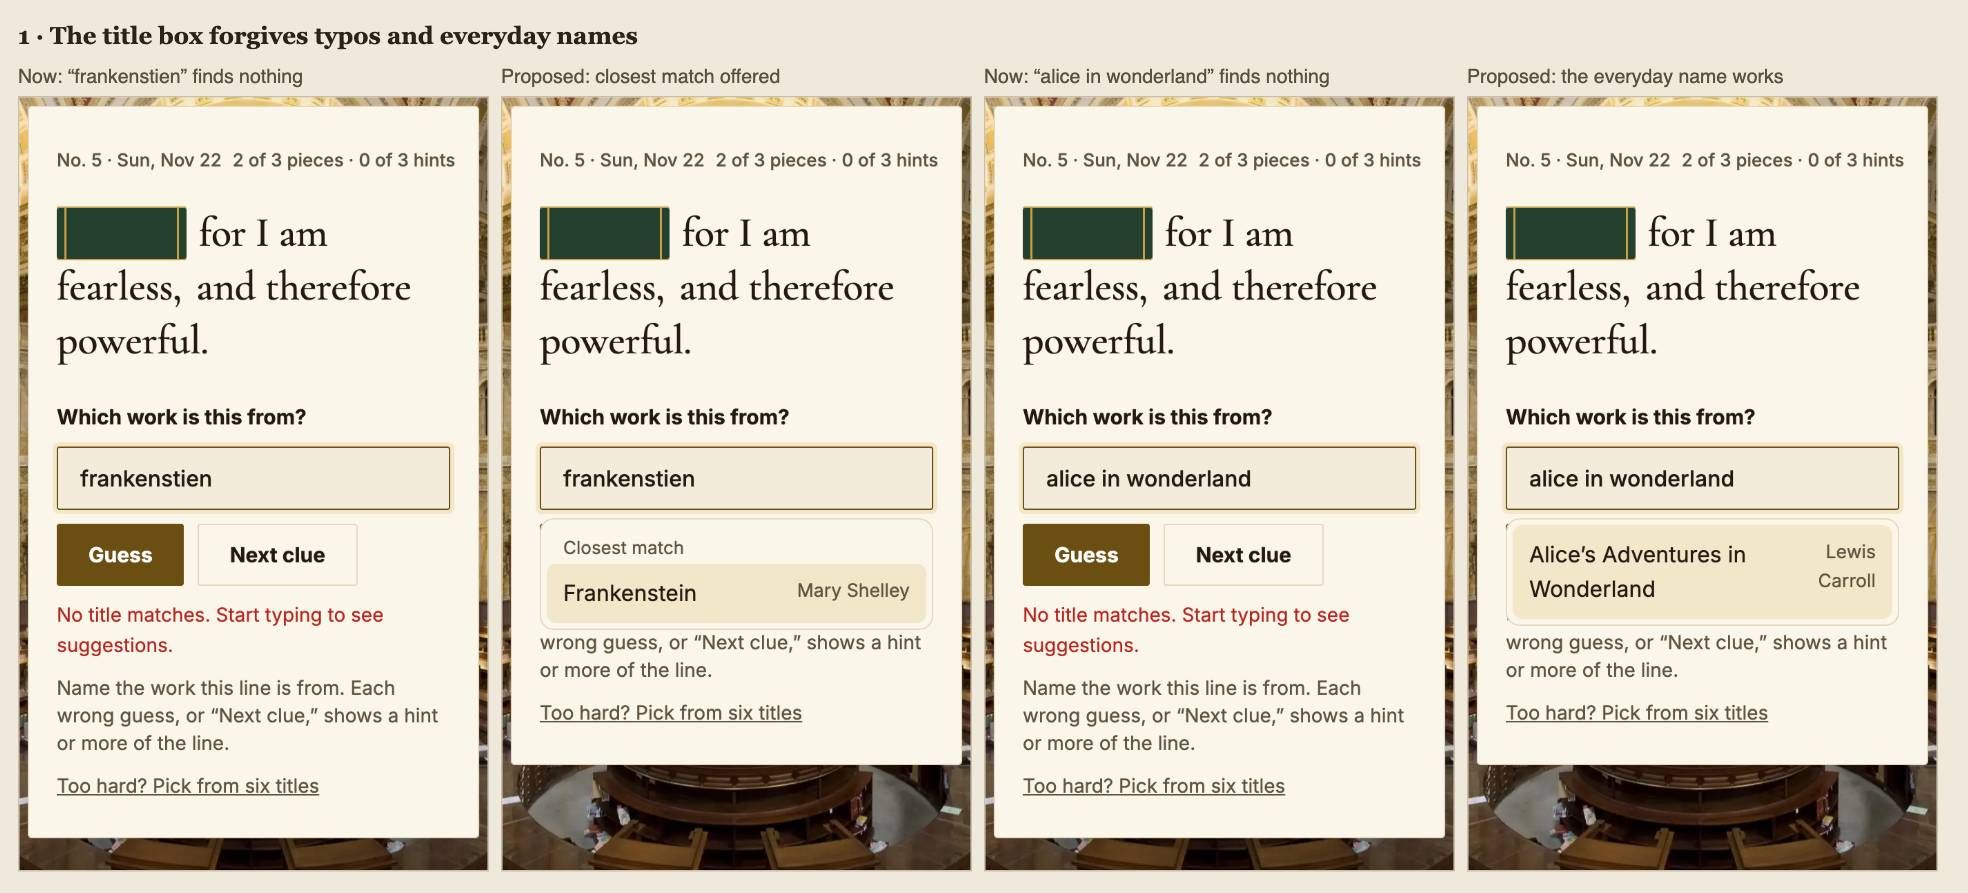 1 · The title box forgives typos and everyday names
Now: “frankenstien” finds nothing
No. 5 · Sun, Nov 22 2 of 3 pieces · 0 of 3 hints
for I am
fearless, and therefore
powerful.
Which work is this from?
frankenstien
Guess Next clue
No title matches. Start typing to see
suggestions.
Name the work this line is from. Each
wrong guess, or “Next clue,” shows a hint
or more of the line.
Too hard? Pick from six titles
Proposed: closest match offered
No. 5 · Sun, Nov 22 2 of 3 pieces · 0 of 3 hints
for I am
fearless, and therefore
powerful.
Which work is this from?
frankenstien
Closest match
Frankenstein Mary Shelley
wrong guess, or “Next clue,” shows a hint
or more of the line.
Too hard? Pick from six titles
Now: “alice in wonderland” finds nothing
No. 5 · Sun, Nov 22 2 of 3 pieces · 0 of 3 hints
for I am
fearless, and therefore
powerful.
Which work is this from?
alice in wonderland
Guess Next clue
No title matches. Start typing to see
suggestions.
Name the work this line is from. Each
wrong guess, or “Next clue,” shows a hint
or more of the line.
Too hard? Pick from six titles
Proposed: the everyday name works
No. 5 · Sun, Nov 22 2 of 3 pieces · 0 of 3 hints
for I am
fearless, and therefore
powerful.
Which work is this from?
alice in wonderland
Alice’s Adventures in
Wonderland
Lewis
Carroll
wrong guess, or “Next clue,” shows a hint
or more of the line.
Too hard? Pick from six titles